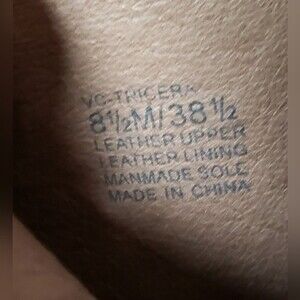 VC-TRICERA
8½M/38½
LEATHER UPPER
LEATHER LINING
MANMADE SOLE
MADE IN CHINA